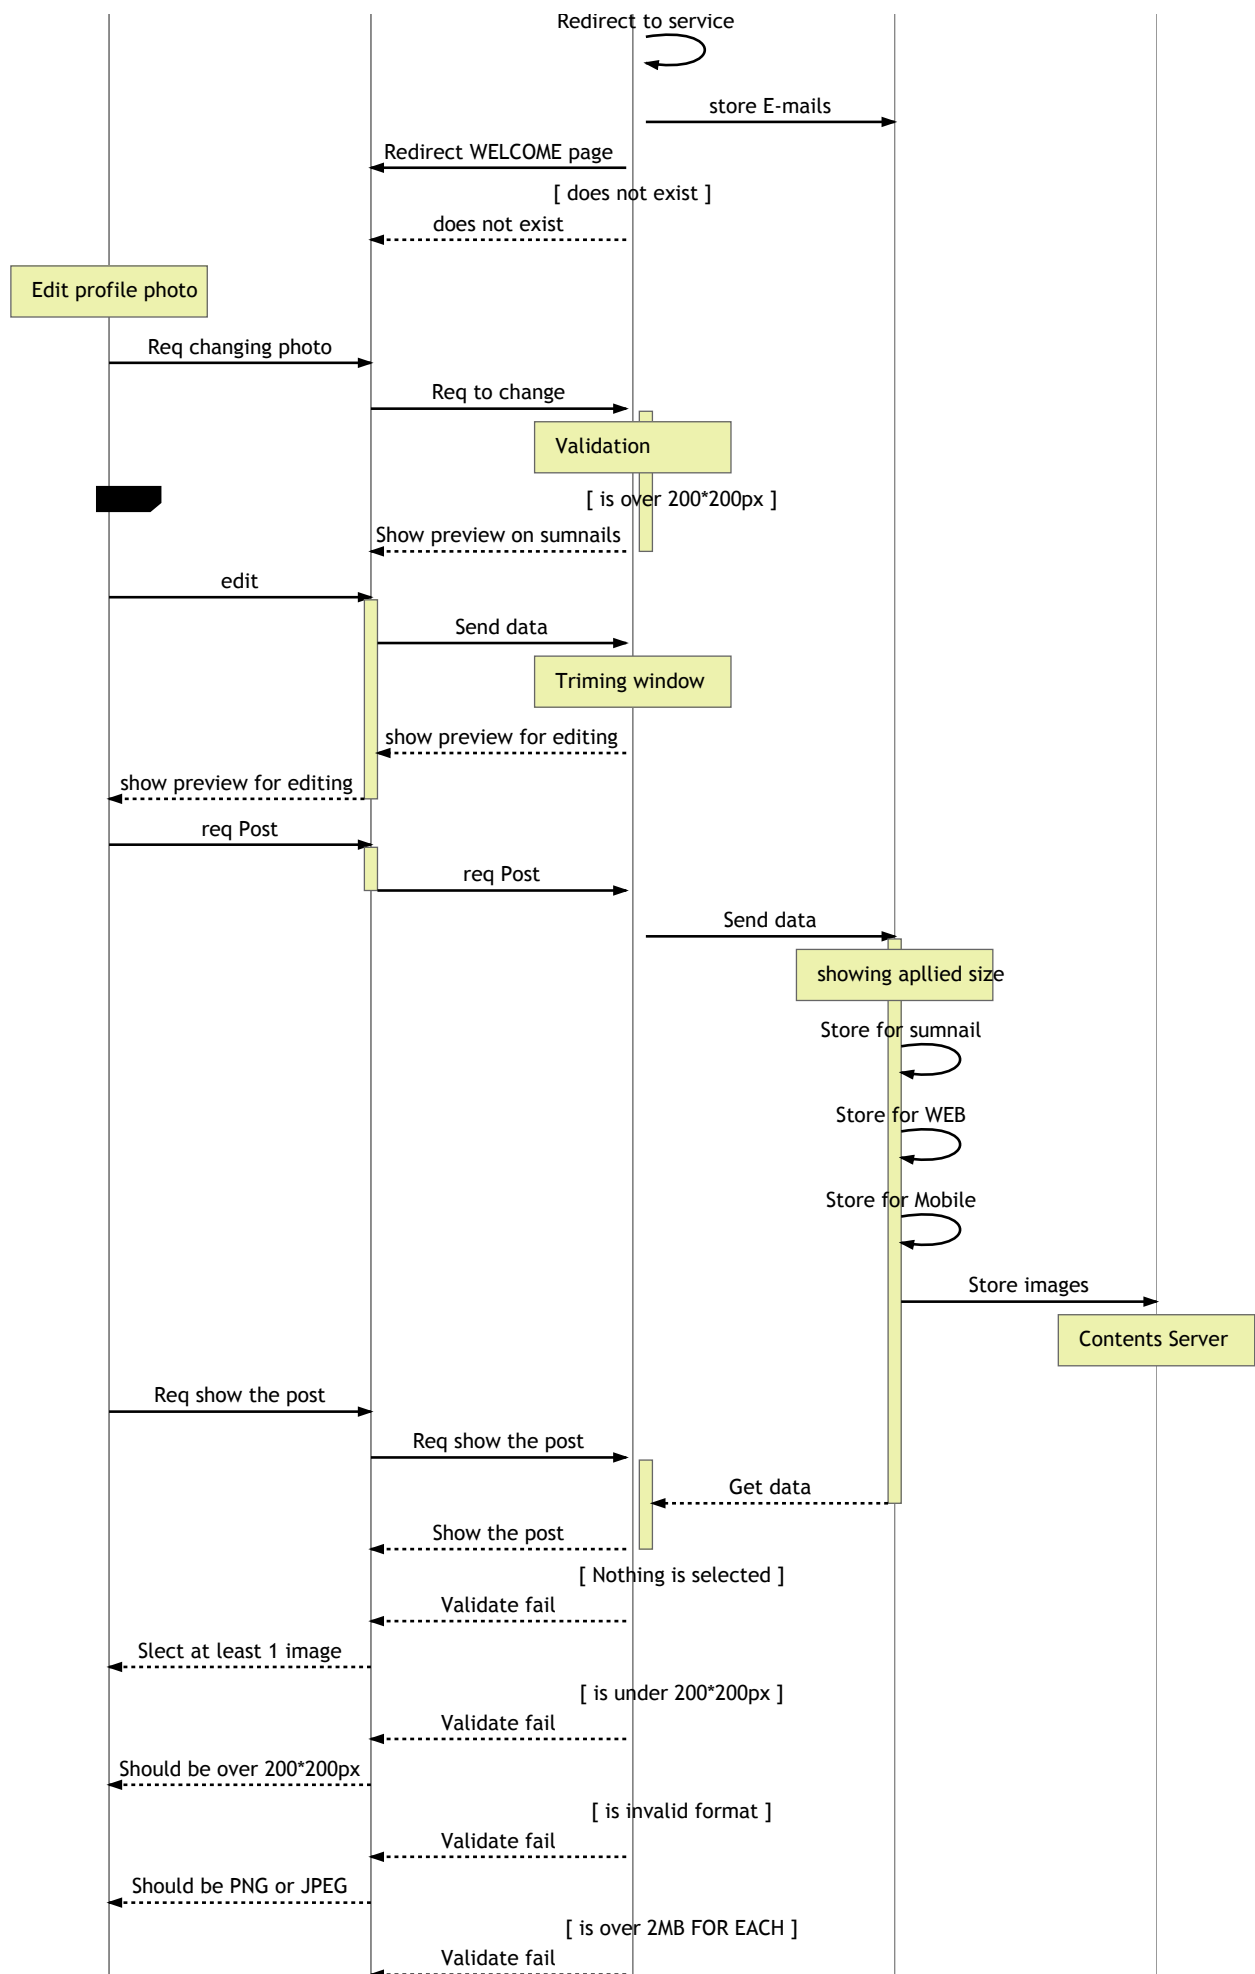 Redirect to service
store E-mails
Redirect WELCOME page
[ does not exist ]
does not exist
Edit profile photo
Req changing photo
Req to change
Validation
[ is over 200*200px ]
Show preview on sumnails
edit
Send data
Triming window
show preview for editing
show preview for editing
req Post
req Post
Send data
showing apllied size
Store for sumnail
Store for WEB
Store for Mobile
Store images
Contents Server
Req show the post
Req show the post
Get data
Show the post
[ Nothing is selected ]
Validate fail
Slect at least 1 image
[ is under 200*200px ]
Validate fail
Should be over 200*200px
[ is invalid format ]
Validate fail
Should be PNG or JPEG
[ is over 2MB FOR EACH ]
Validate fail